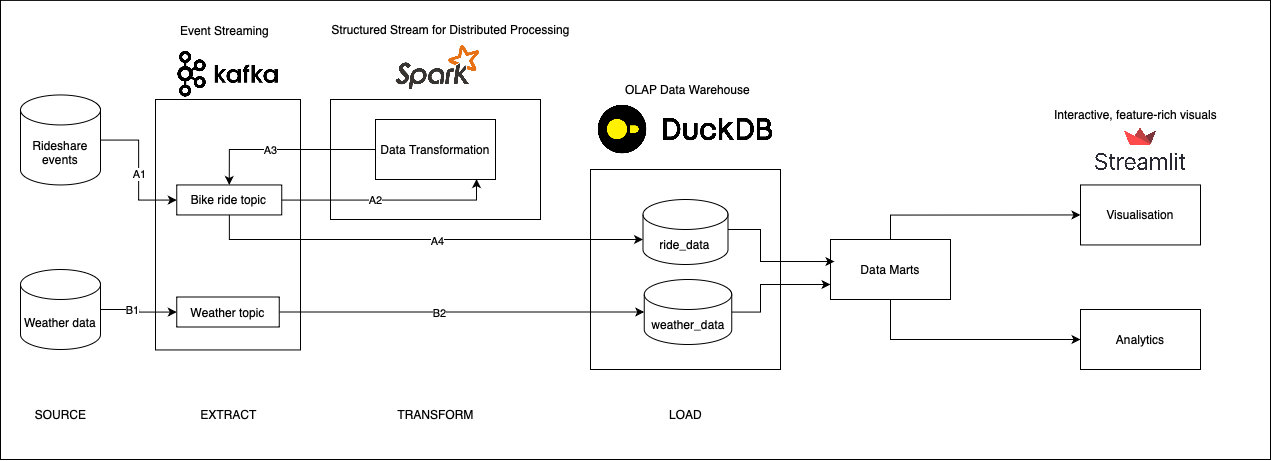 Event Streaming
Structured Stream for Distributed Processing
kafka
Spark
OLAP Data Warehouse
DuckDB
Interactive, feature-rich visuals
Streamlit
Rideshare
events
A1
Bike ride topic
A3
A2
Data Transformation
A4
ride_data
Visualisation
Data Marts
Weather data
B1
Weather topic
B2
weather_data
Analytics
SOURCE
EXTRACT
TRANSFORM
LOAD